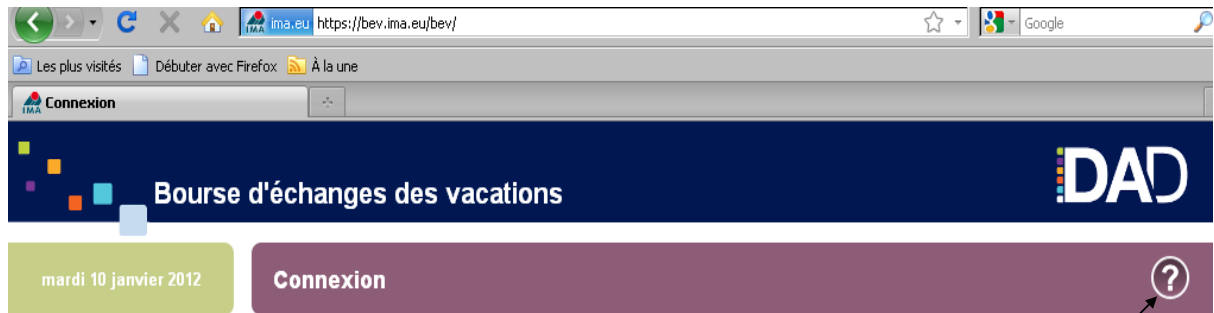 ima.eu https://bev.ima.eu/bev/ Google
Les plus visités Débuter avec Firefox À la une
IMA Connexion
Bourse d'échanges des vacations
DAD
mardi 10 janvier 2012 Connexion ?